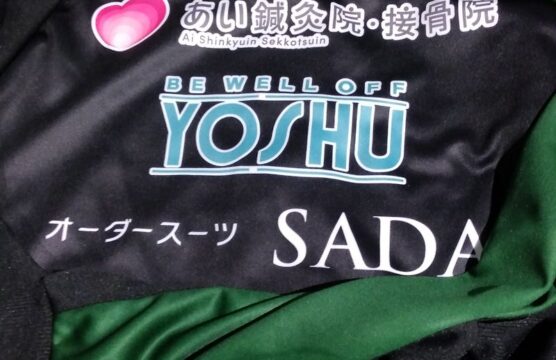 あい鍼灸院・接骨院
Ai Shinkyuin Sekkotsuin
BE WELL OFF
YOSHU
オーダースーツ SADA